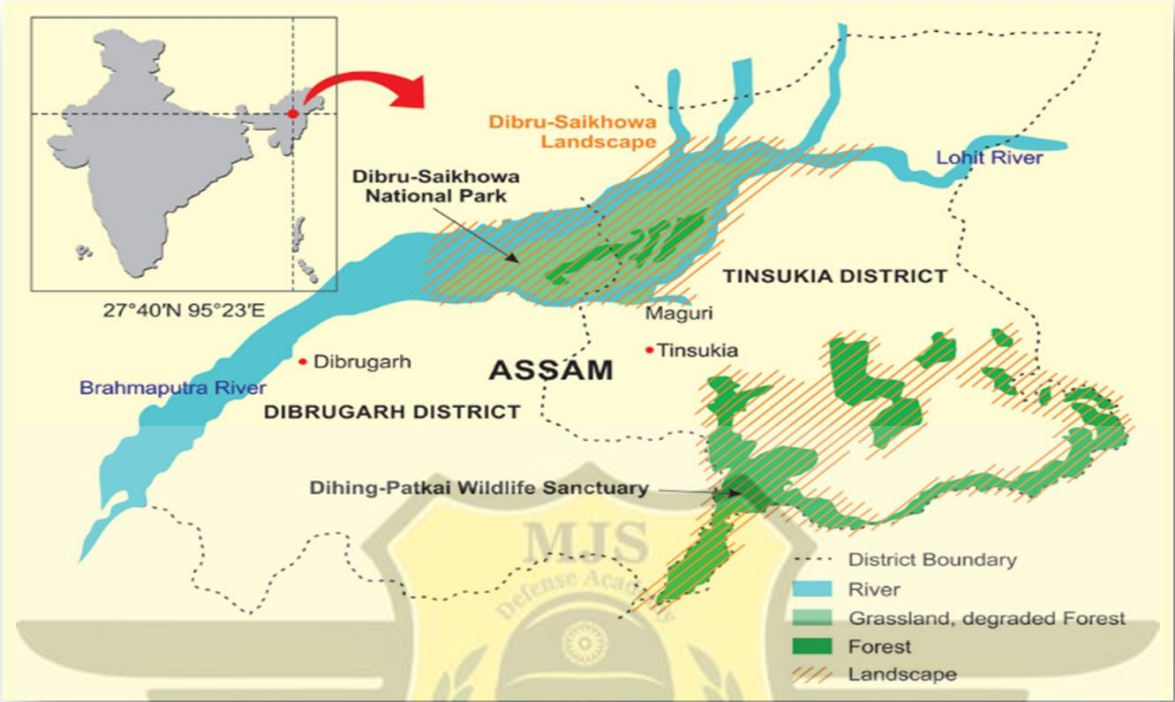 Dibru-Saikhowa
Landscape
Lohit River
Dibru-Saikhowa
National Park
TINSUKIA DISTRICT
27°40'N 95°23'E
Maguri
Tinsukia
Dibrugarh
ASSAM
Brahmaputra River
DIBRUGARH DISTRICT
Dihing-Patkai Wildlife Sanctuary
MJS
Defense Academy
District Boundary
River
Grassland, degraded Forest
Forest
Landscape